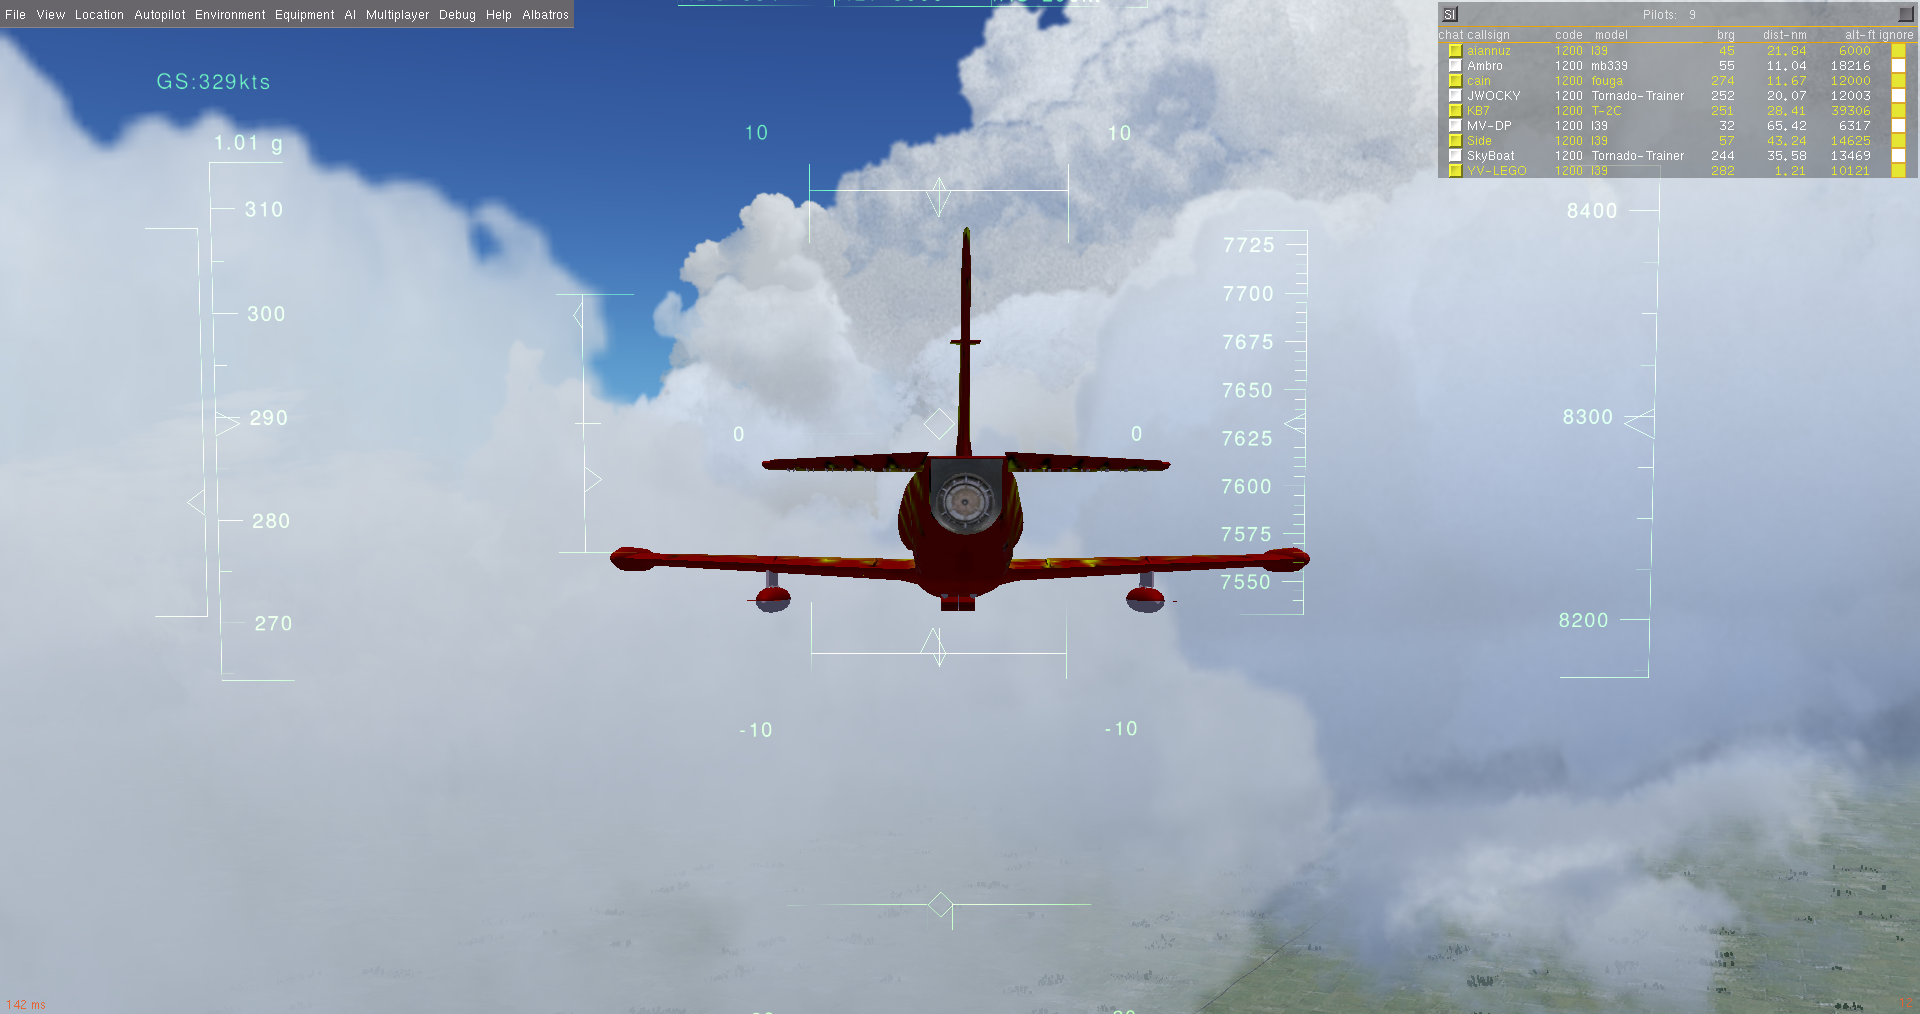 File View Location Autopilot Environment Equipment AI Multiplayer Debug Help Albatros
SI Pilots: 9
chat callsign code model brg dist-nm alt-ft ignore
aiannuz 1200 l39 45 21.84 6000
Ambro 1200 mb339 55 11.04 18216
cain 1200 fouga 274 11.67 12000
JWOCKY 1200 Tornado-Trainer 252 20.07 12003
KB7 1200 T-2C 251 28.41 39306
MV-DP 1200 l39 32 65.42 6317
Side 1200 l39 57 43.24 14625
SkyBoat 1200 Tornado-Trainer 244 35.58 13469
YV-LEGO 1200 l39 282 1.21 10121
GS:329kts
10 10
1.01 g
310 8400
7725
7700
300
7675
7650
290 8300
0 0 7625
7600
280
7575
7550
270 8200
-10 -10
142 ms